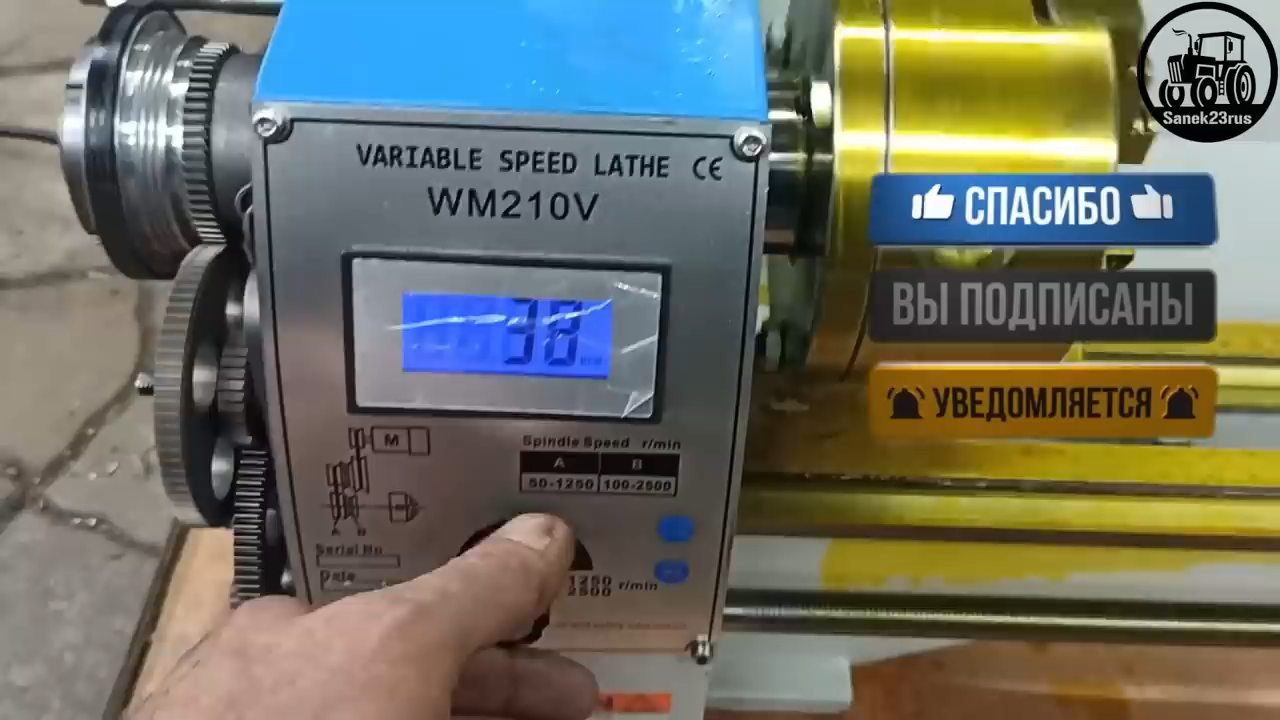 Sanek23rus
VARIABLE SPEED LATHE CE
WM210V
СПАСИБО
ВЫ ПОДПИСАНЫ
УВЕДОМЛЯЕТСЯ
38
M
Spindle Speed r/min
A B
50-1250 100-2500
A B
Serial No
Date
1250 r/min
2500